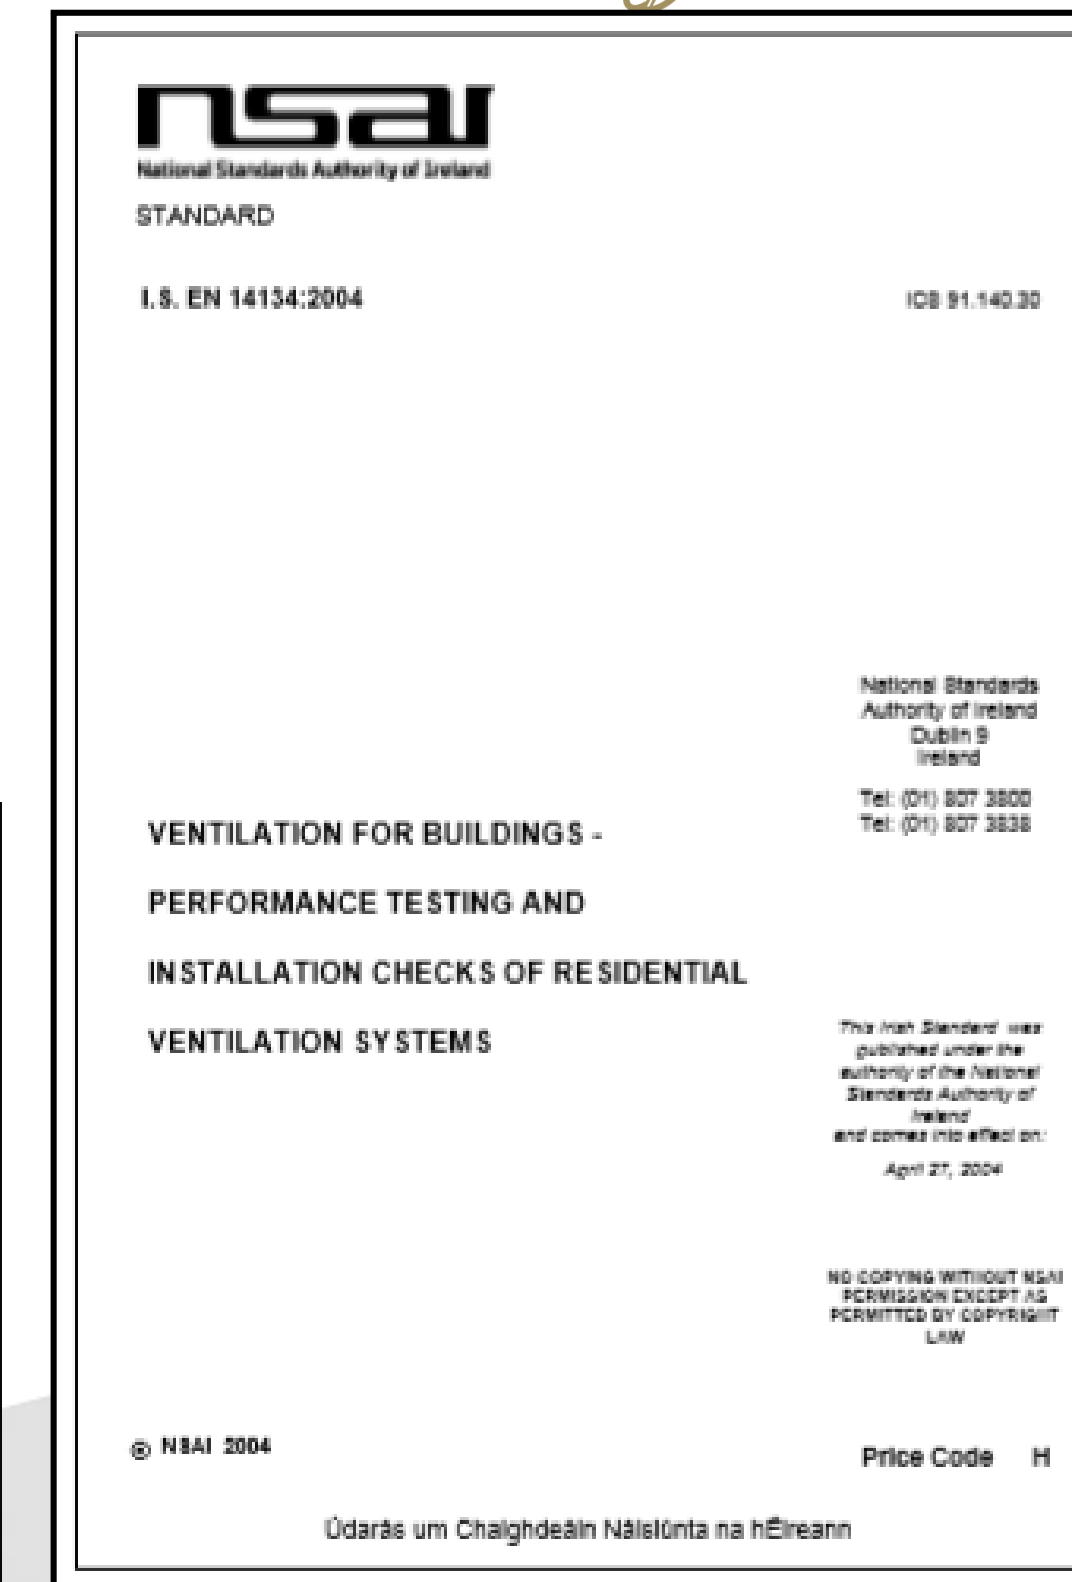 nsai
National Standards Authority of Ireland
STANDARD
I.S. EN 14134:2004
ICS 91.140.30
National Standards
Authority of Ireland
Dublin 9
Ireland
Tel: (01) 807 3800
Tel: (01) 807 3838
VENTILATION FOR BUILDINGS -
PERFORMANCE TESTING AND
INSTALLATION CHECKS OF RESIDENTIAL
VENTILATION SYSTEMS
This Irish Standard was
published under the
authority of the National
Standards Authority of
Ireland
and comes into effect on:
April 27, 2004
NO COPYING WITHOUT NSAI
PERMISSION EXCEPT AS
PERMITTED BY COPYRIGHT
LAW
© NSAI 2004
Price Code H
Údarás um Chaighdeáin Náisiúnta na hÉireann